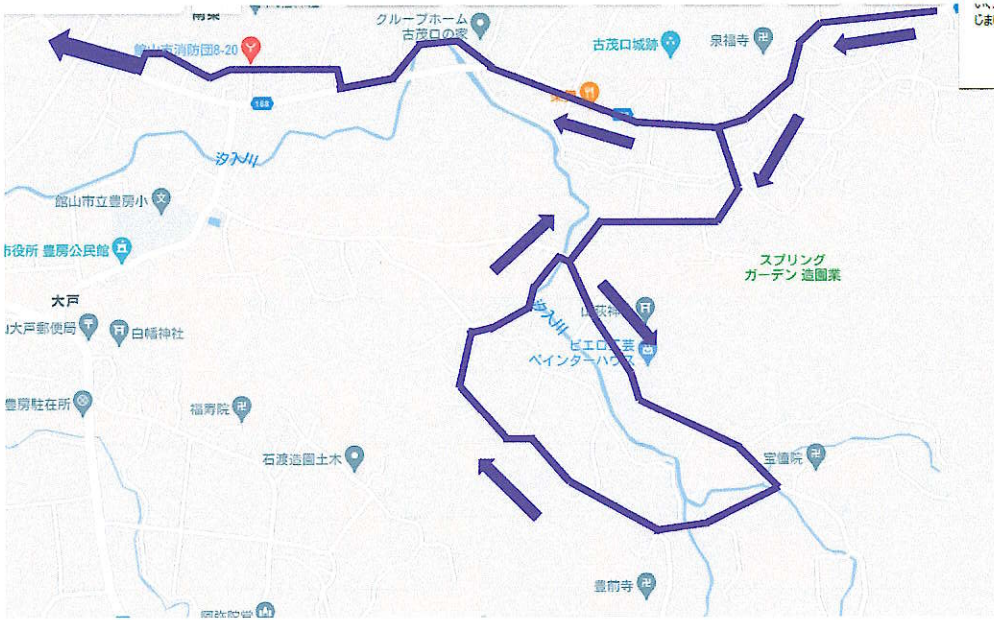 南条
グループホーム
古茂口の家
館山市消防団8-20
古茂口城跡
泉福寺
168
汐入川
館山市立豊房小
市役所 豊房公民館
スプリング
ガーデン 造園業
大戸
山大戸郵便局
白幡神社
汐入川
ピエロ工芸
ペインターハウス
豊房駐在所
福寿院
石渡造園土木
宝憧院
豊前寺